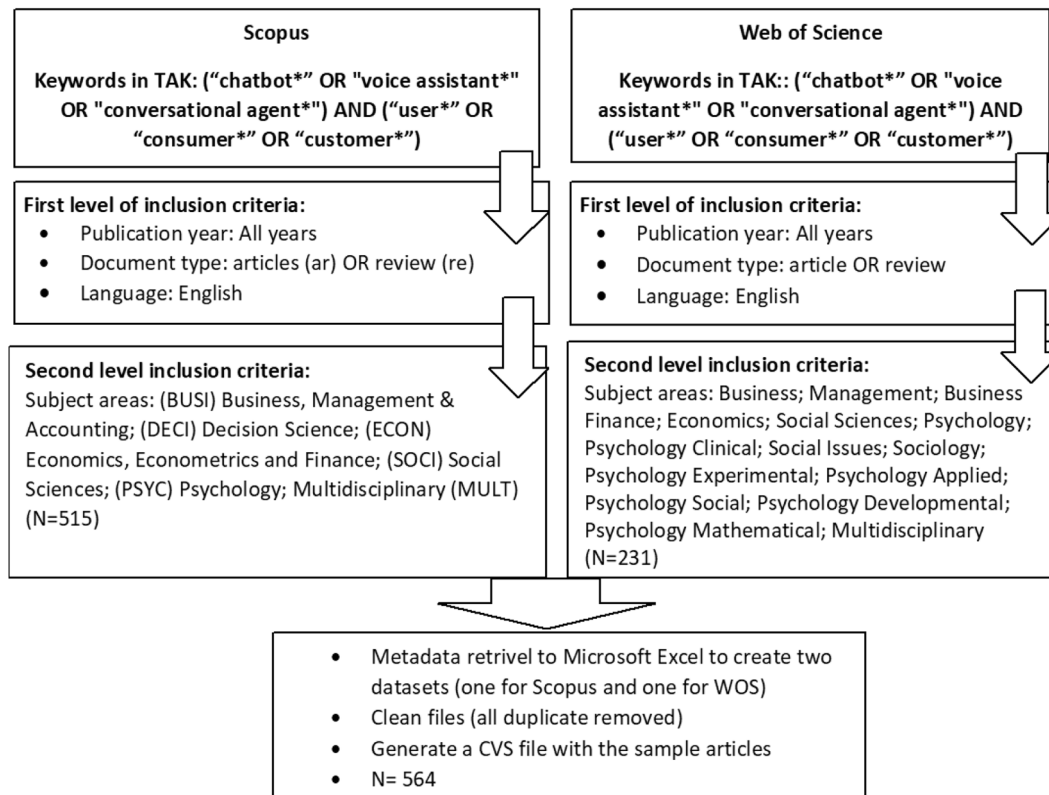 Scopus
Keywords in TAK: (“chatbot*” OR "voice assistant*"
OR "conversational agent*") AND (“user*” OR
“consumer*” OR “customer*”)
Web of Science
Keywords in TAK:: (“chatbot*” OR "voice
assistant*" OR "conversational agent*") AND
(“user*” OR “consumer*” OR “customer*”)
First level of inclusion criteria:
• Publication year: All years
• Document type: articles (ar) OR review (re)
• Language: English
First level of inclusion criteria:
• Publication year: All years
• Document type: article OR review
• Language: English
Second level inclusion criteria:
Subject areas: (BUSI) Business, Management &
Accounting; (DECI) Decision Science; (ECON)
Economics, Econometrics and Finance; (SOCI) Social
Sciences; (PSYC) Psychology; Multidisciplinary (MULT)
(N=515)
Second level inclusion criteria:
Subject areas: Business; Management; Business
Finance; Economics; Social Sciences; Psychology;
Psychology Clinical; Social Issues; Sociology;
Psychology Experimental; Psychology Applied;
Psychology Social; Psychology Developmental;
Psychology Mathematical; Multidisciplinary
(N=231)
• Metadata retrivel to Microsoft Excel to create two
datasets (one for Scopus and one for WOS)
• Clean files (all duplicate removed)
• Generate a CVS file with the sample articles
• N= 564